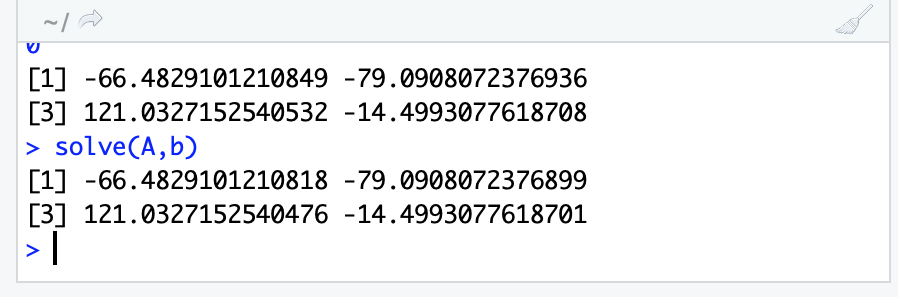 ~/
0
[1] -66.4829101210849 -79.0908072376936
[3] 121.0327152540532 -14.4993077618708
> solve(A,b)
[1] -66.4829101210818 -79.0908072376899
[3] 121.0327152540476 -14.4993077618701
>